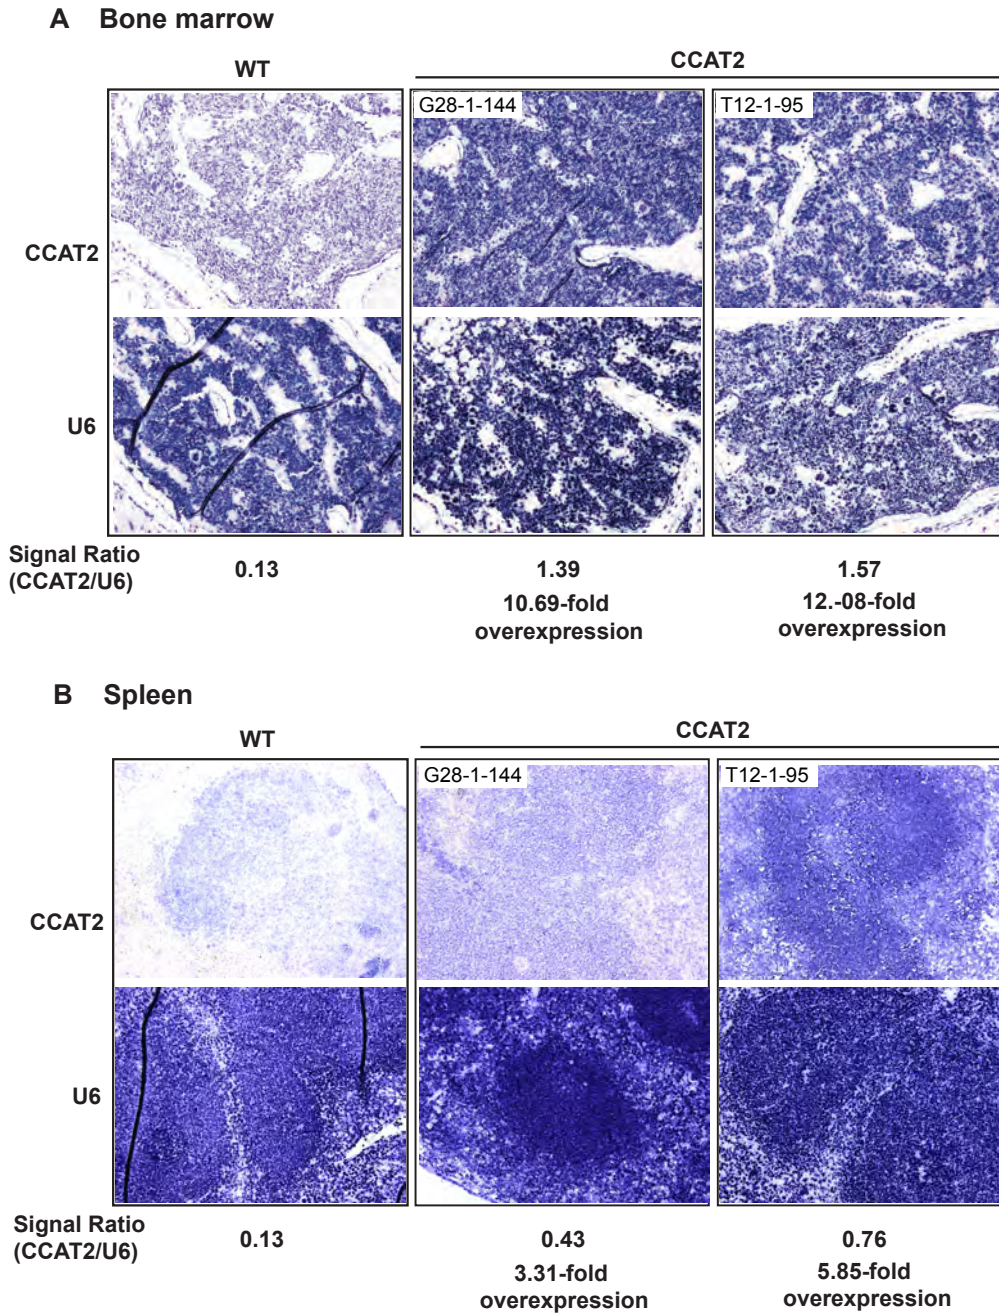 A Bone marrow
WT
CCAT2
G28-1-144
T12-1-95
CCAT2
U6
Signal Ratio
(CCAT2/U6)
0.13
1.39
1.57
10.69-fold
overexpression
12.-08-fold
overexpression
B Spleen
WT
CCAT2
G28-1-144
T12-1-95
CCAT2
U6
Signal Ratio
(CCAT2/U6)
0.13
0.43
0.76
3.31-fold
overexpression
5.85-fold
overexpression